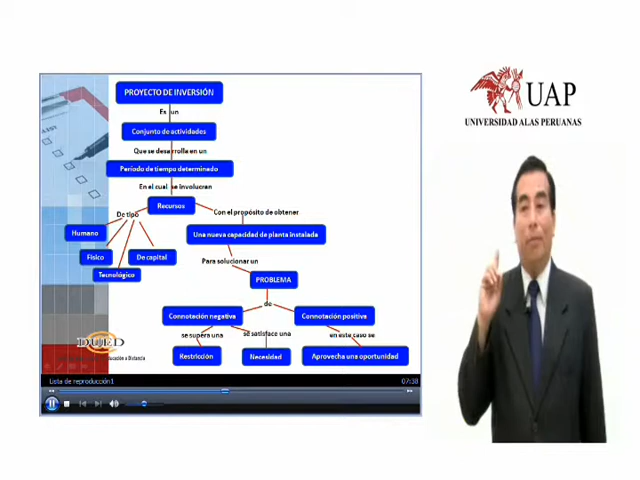 PROYECTO DE INVERSIÓN
Es un
Conjunto de actividades
Que se desarrolla en un
Período de tiempo determinado
En el cual se involucran
Recursos
De tipo
Con el propósito de obtener
Humano
Una nueva capacidad de planta instalada
Físico
De capital
Para solucionar un
Tecnológico
PROBLEMA
de
Connotación negativa
Connotación positiva
se supera una
se satisface una
en este caso se
DUED
Restricción
Necesidad
Aprovecha una oportunidad
a Distancia
Lista de reproducción1
07:38
UAP
UNIVERSIDAD ALAS PERUANAS